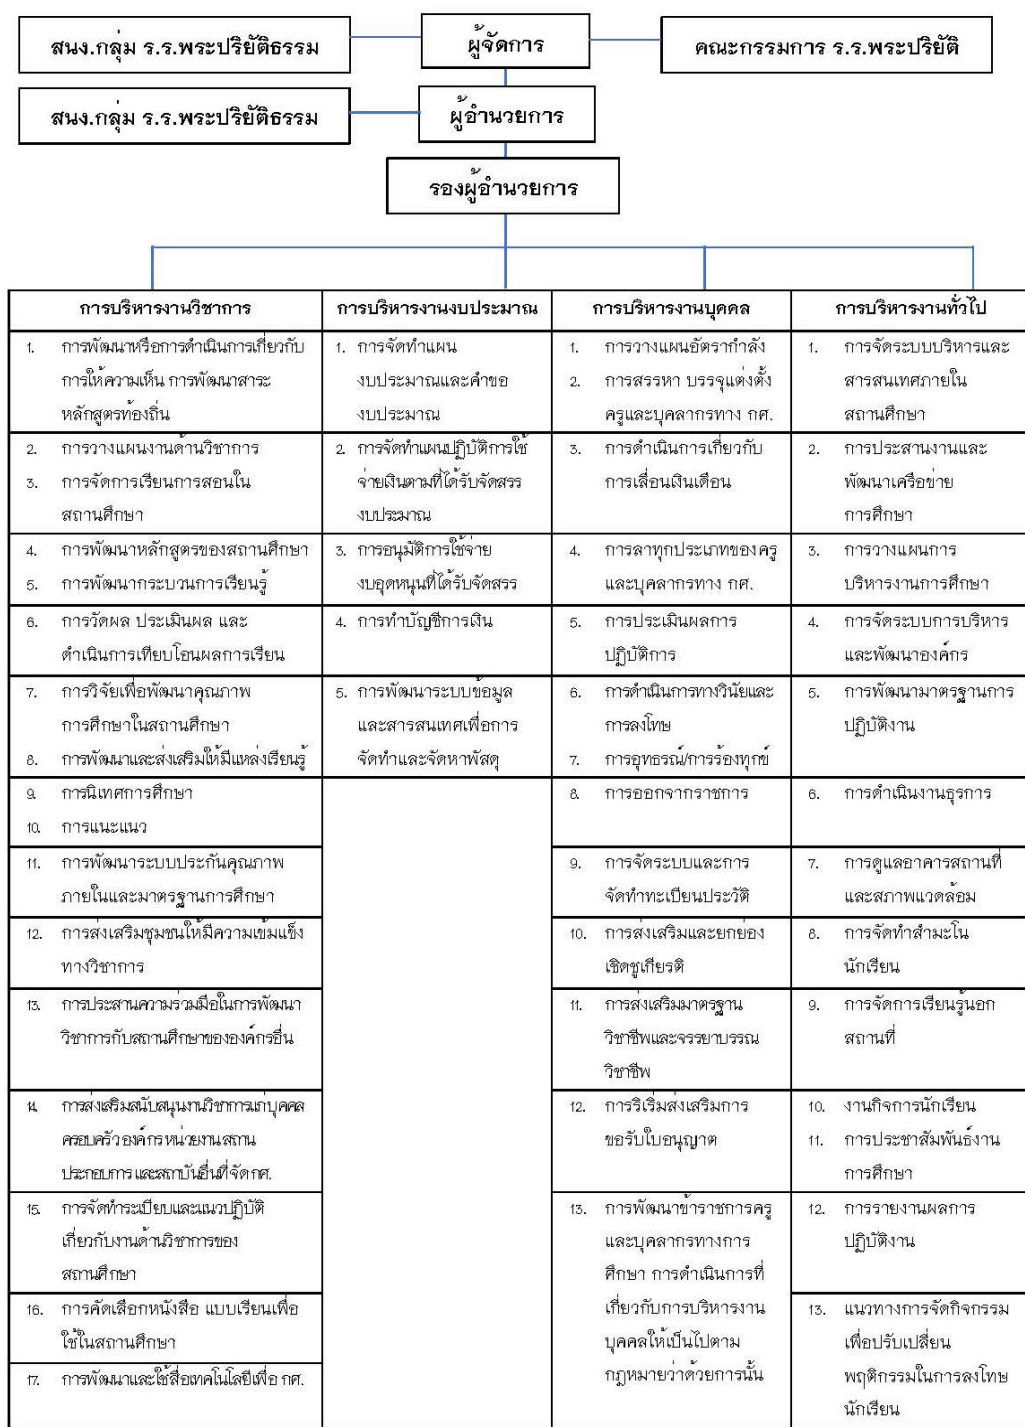 สนง.กลุ่ม ร.ร.พระปริยัติธรรม
ผู้จัดการ
คณะกรรมการ ร.ร.พระปริยัติ
สนง.กลุ่ม ร.ร.พระปริยัติธรรม
ผู้อำนวยการ
รองผู้อำนวยการ
การบริหารงานวิชาการ
1. การพัฒนาหรือการดำเนินการเกี่ยวกับ
การให้ความเห็น การพัฒนาสาระ
หลักสูตรท้องถิ่น
2. การวางแผนงานด้านวิชาการ
3. การจัดการเรียนการสอนใน
สถานศึกษา
4. การพัฒนาหลักสูตรของสถานศึกษา
5. การพัฒนากระบวนการเรียนรู้
6. การวัดผล ประเมินผล และ
ดำเนินการเทียบโอนผลการเรียน
7. การวิจัยเพื่อพัฒนาคุณภาพ
การศึกษาในสถานศึกษา
8. การพัฒนาและส่งเสริมให้มีแหล่งเรียนรู้
9. การนิเทศการศึกษา
10. การแนะแนว
11. การพัฒนาระบบประกันคุณภาพ
ภายในและมาตรฐานการศึกษา
12. การส่งเสริมชุมชนให้มีความเข้มแข็ง
ทางวิชาการ
13. การประสานความร่วมมือในการพัฒนา
วิชาการกับสถานศึกษาขององค์กรอื่น
14. การส่งเสริมสนับสนุนงานวิชาการแก่บุคคล
ครอบครัว องค์กร หน่วยงาน สถาน
ประกอบการ และสถาบันอื่นที่จัด กศ.
15. การจัดทำระเบียบและแนวปฏิบัติ
เกี่ยวกับงานด้านวิชาการของ
สถานศึกษา
16. การคัดเลือกหนังสือ แบบเรียนเพื่อ
ใช้ในสถานศึกษา
17. การพัฒนาและใช้สื่อเทคโนโลยีเพื่อ กศ.
การบริหารงานงบประมาณ
1. การจัดทำแผน
งบประมาณและคำขอ
งบประมาณ
2. การจัดทำแผนปฏิบัติการใช้
จ่ายเงินตามที่ได้รับจัดสรร
งบประมาณ
3. การอนุมัติการใช้จ่าย
งบอุดหนุนที่ได้รับจัดสรร
4. การทำบัญชีการเงิน
5. การพัฒนาระบบข้อมูล
และสารสนเทศเพื่อการ
จัดทำและจัดหาพัสดุ
การบริหารงานบุคคล
1. การวางแผนอัตรากำลัง
2. การสรรหา บรรจุแต่งตั้ง
ครูและบุคลากรทาง กศ.
3. การดำเนินการเกี่ยวกับ
การเลื่อนเงินเดือน
4. การลาทุกประเภทของครู
และบุคลากรทาง กศ.
5. การประเมินผลการ
ปฏิบัติการ
6. การดำเนินการทางวินัยและ
การลงโทษ
7. การอุทธรณ์/การร้องทุกข์
8. การออกจากราชการ
9. การจัดระบบและการ
จัดทำทะเบียนประวัติ
10. การส่งเสริมและยกย่อง
เชิดชูเกียรติ
11. การส่งเสริมมาตรฐาน
วิชาชีพและจรรยาบรรณ
วิชาชีพ
12. การริเริ่มส่งเสริมการ
ขอรับใบอนุญาต
13. การพัฒนาข้าราชการครู
และบุคลากรทางการ
ศึกษา การดำเนินการที่
เกี่ยวกับการบริหารงาน
บุคคลให้เป็นไปตาม
กฎหมายว่าด้วยการนั้น
การบริหารงานทั่วไป
1. การจัดระบบบริหารและ
สารสนเทศภายใน
สถานศึกษา
2. การประสานงานและ
พัฒนาเครือข่าย
การศึกษา
3. การวางแผนการ
บริหารงานการศึกษา
4. การจัดระบบการบริหาร
และพัฒนาองค์กร
5. การพัฒนามาตรฐานการ
ปฏิบัติงาน
6. การดำเนินงานธุรการ
7. การดูแลอาคารสถานที่
และสภาพแวดล้อม
8. การจัดทำสำมะโน
นักเรียน
9. การจัดการเรียนรู้นอก
สถานที่
10. งานกิจการนักเรียน
11. การประชาสัมพันธ์งาน
การศึกษา
12. การรายงานผลการ
ปฏิบัติงาน
13. แนวทางการจัดกิจกรรม
เพื่อปรับเปลี่ยน
พฤติกรรมในการลงโทษ
นักเรียน